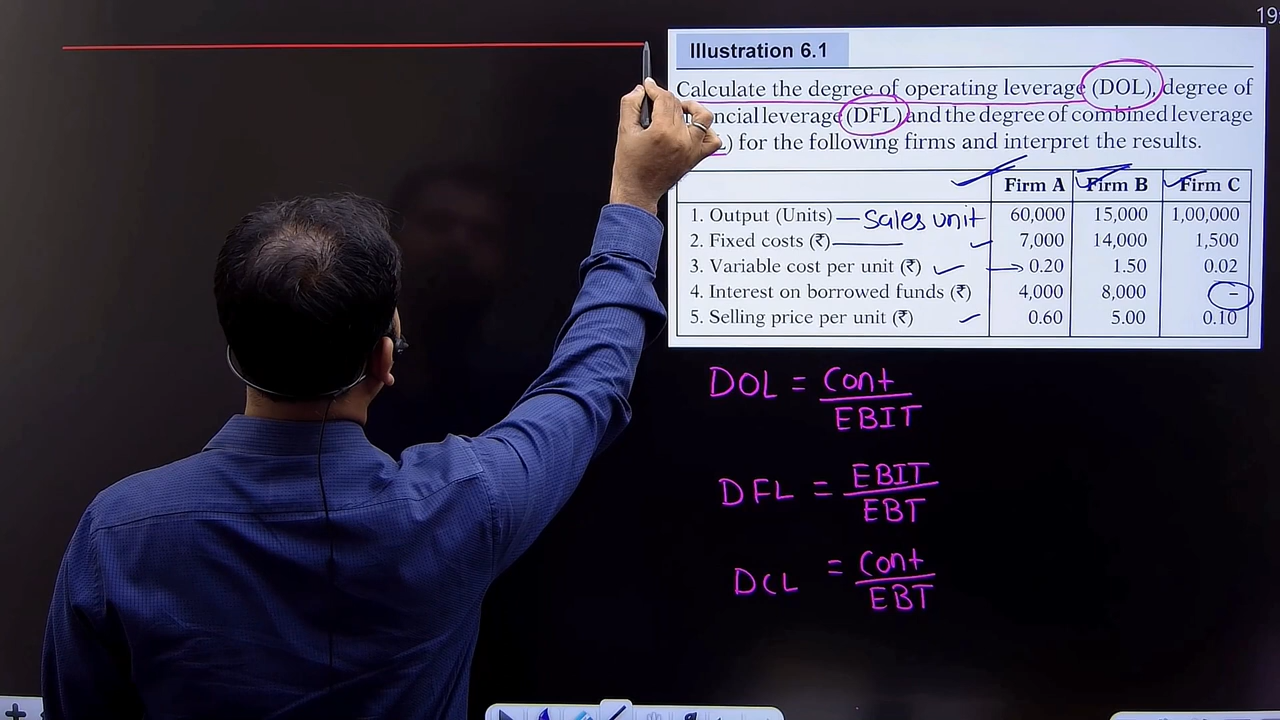 19
Illustration 6.1
Calculate the degree of operating leverage (DOL), degree of
ncial leverage (DFL) and the degree of combined leverage
) for the following firms and interpret the results.
Firm A Firm B Firm C
1. Output (Units) — Sales unit 60,000 15,000 1,00,000
2. Fixed costs (₹) 7,000 14,000 1,500
3. Variable cost per unit (₹) 0.20 1.50 0.02
4. Interest on borrowed funds (₹) 4,000 8,000 –
5. Selling price per unit (₹) 0.60 5.00 0.10
DOL = Cont
EBIT
DFL = EBIT
EBT
DCL = Cont
EBT